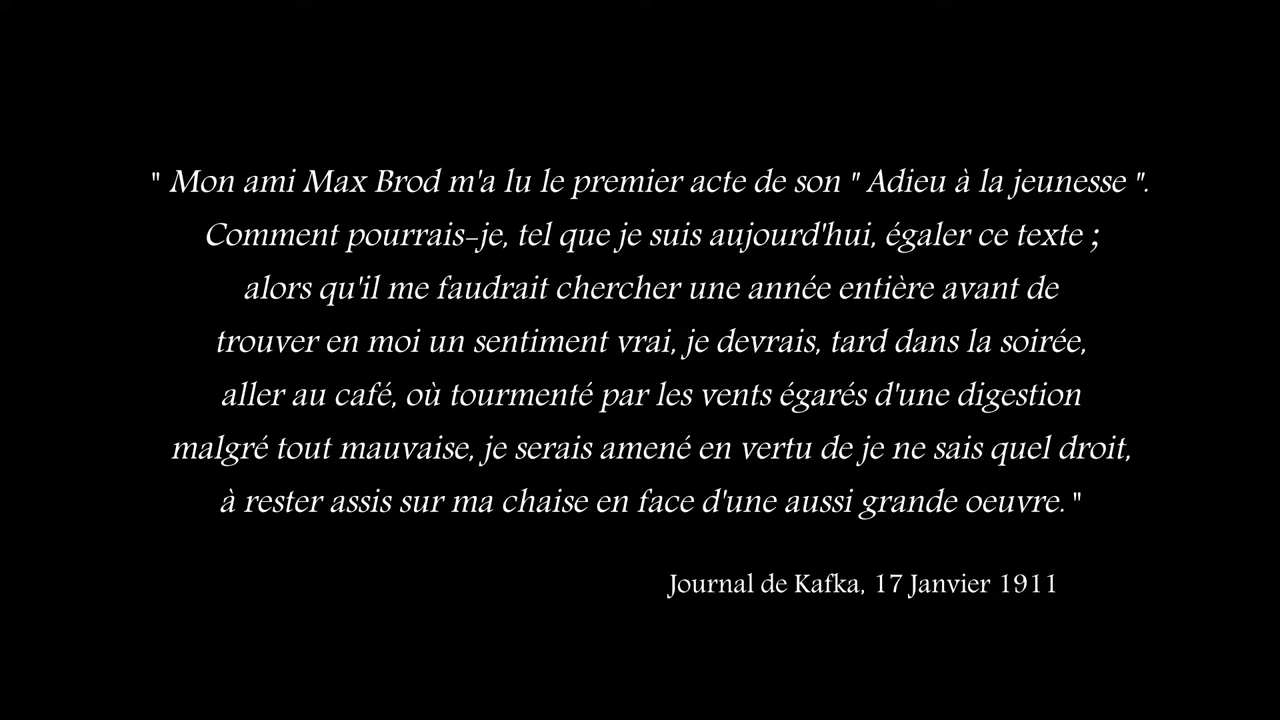 " Mon ami Max Brod m'a lu le premier acte de son " Adieu à la jeunesse ".
Comment pourrais-je, tel que je suis aujourd'hui, égaler ce texte ;
alors qu'il me faudrait chercher une année entière avant de
trouver en moi un sentiment vrai, je devrais, tard dans la soirée,
aller au café, où tourmenté par les vents égarés d'une digestion
malgré tout mauvaise, je serais amené en vertu de je ne sais quel droit,
à rester assis sur ma chaise en face d'une aussi grande oeuvre. "
Journal de Kafka, 17 Janvier 1911